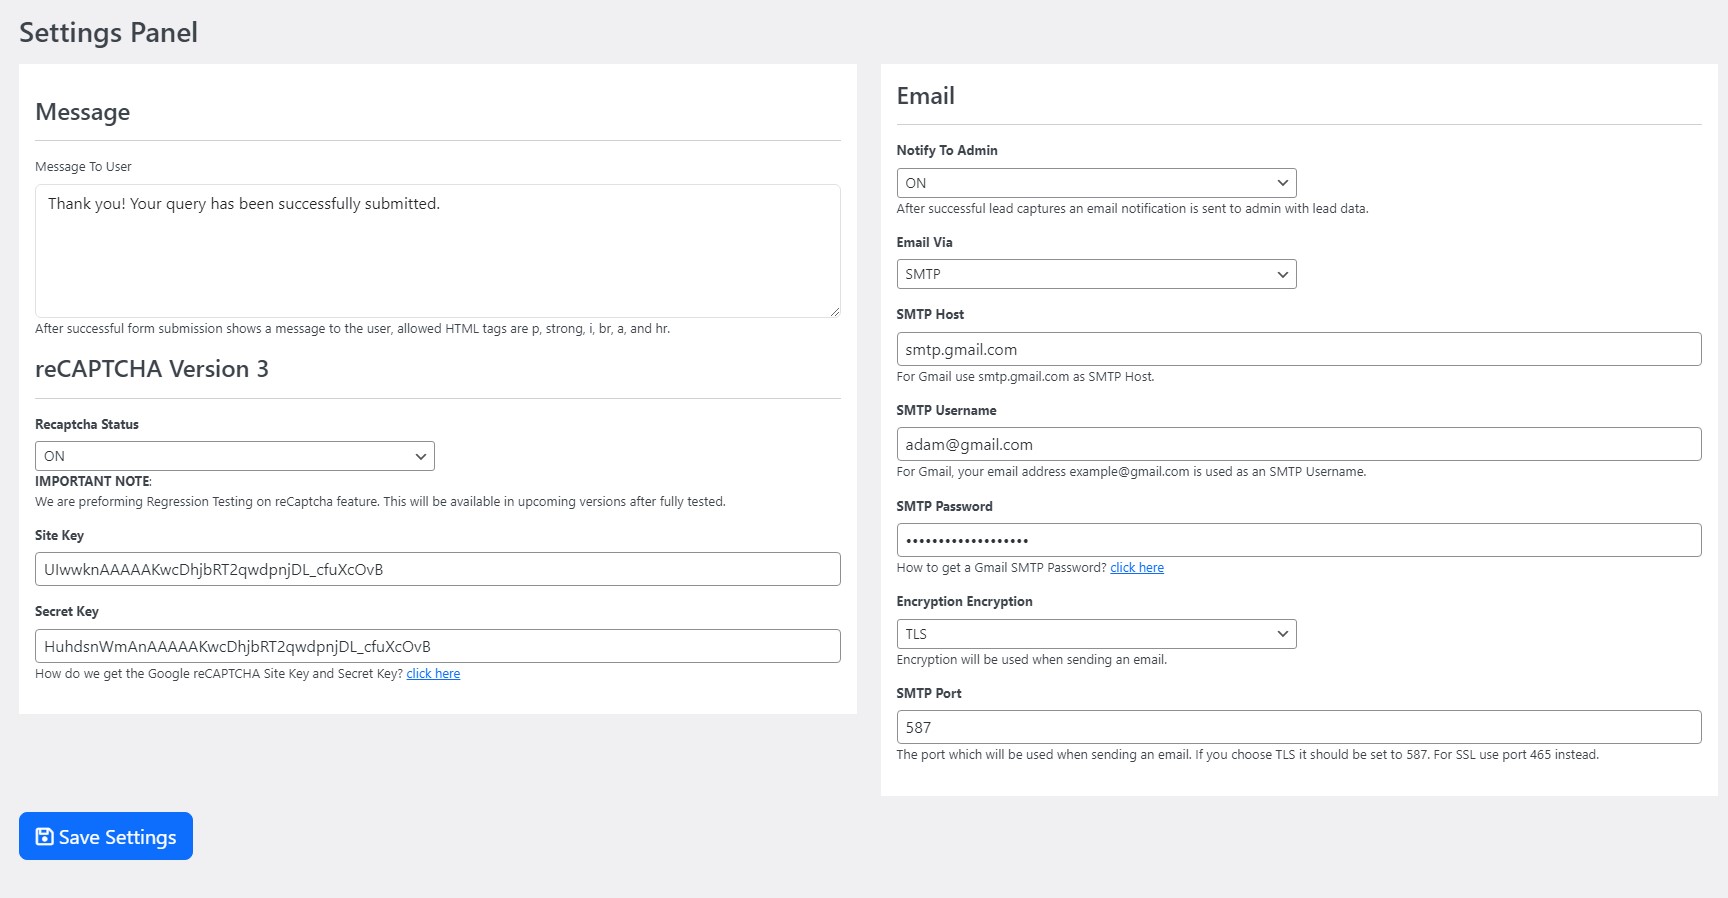 Settings Panel
Message
Message To User
Thank you! Your query has been successfully submitted.
After successful form submission shows a message to the user, allowed HTML tags are p, strong, i, br, a, and hr.
reCAPTCHA Version 3
Recaptcha Status
ON
IMPORTANT NOTE:
We are preforming Regression Testing on reCaptcha feature. This will be available in upcoming versions after fully tested.
Site Key
UIwwknAAAAAKwcDhjbRT2qwdpnjDL_cfuXcOvB
Secret Key
HuhdsnWmAnAAAAAKwcDhjbRT2qwdpnjDL_cfuXcOvB
How do we get the Google reCAPTCHA Site Key and Secret Key? click here
Email
Notify To Admin
ON
After successful lead captures an email notification is sent to admin with lead data.
Email Via
SMTP
SMTP Host
smtp.gmail.com
For Gmail use smtp.gmail.com as SMTP Host.
SMTP Username
adam@gmail.com
For Gmail, your email address example@gmail.com is used as an SMTP Username.
SMTP Password
•••••••••••••••••••
How to get a Gmail SMTP Password? click here
Encryption Encryption
TLS
Encryption will be used when sending an email.
SMTP Port
587
The port which will be used when sending an email. If you choose TLS it should be set to 587. For SSL use port 465 instead.
Save Settings